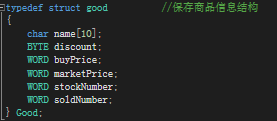 typedef struct good //保存商品信息结构
{
char name[10];
BYTE discount;
WORD buyPrice;
WORD marketPrice;
WORD stockNumber;
WORD soldNumber;
} Good;